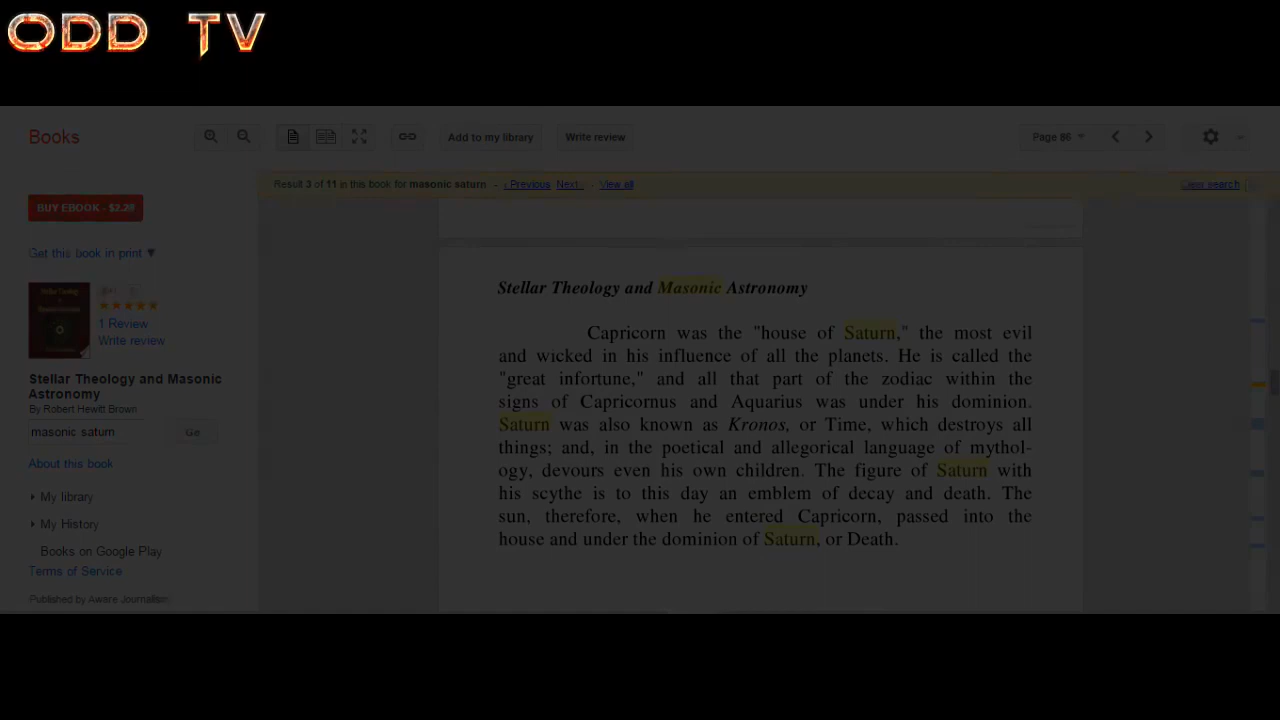 ODD TV
Books
Add to my library
Write review
Page 86
Result 3 of 11 in this book for masonic saturn - ‹ Previous Next › - View all
Clear search
BUY EBOOK - $2.28
Get this book in print ▼
1 Review
Write review
Stellar Theology and Masonic
Astronomy
By Robert Hewitt Brown
masonic saturn
Go
About this book
My library
My History
Books on Google Play
Terms of Service
Published by Aware Journalism
Stellar Theology and Masonic Astronomy
Capricorn was the "house of Saturn," the most evil
and wicked in his influence of all the planets. He is called the
"great infortune," and all that part of the zodiac within the
signs of Capricornus and Aquarius was under his dominion.
Saturn was also known as Kronos, or Time, which destroys all
things; and, in the poetical and allegorical language of mythol-
ogy, devours even his own children. The figure of Saturn with
his scythe is to this day an emblem of decay and death. The
sun, therefore, when he entered Capricorn, passed into the
house and under the dominion of Saturn, or Death.